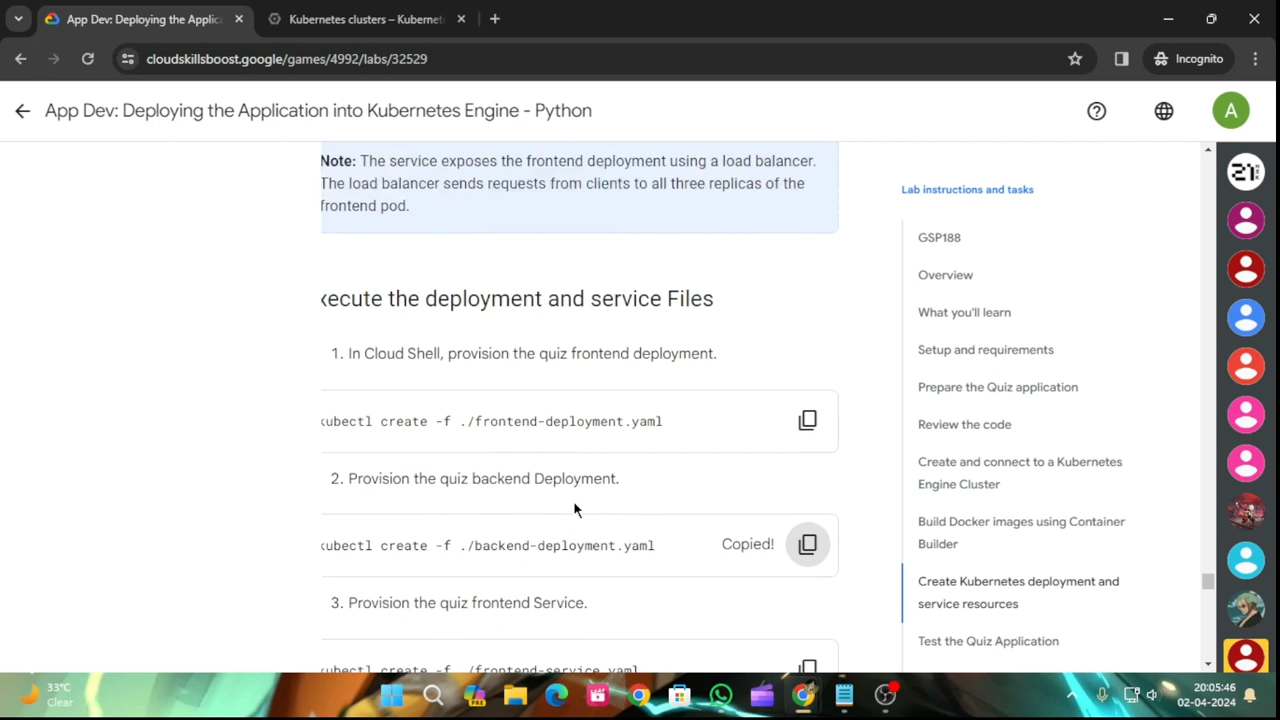 App Dev: Deploying the Applica
Kubernetes clusters – Kubernet
cloudskillsboost.google/games/4992/labs/32529
Incognito
App Dev: Deploying the Application into Kubernetes Engine - Python
A
Note: The service exposes the frontend deployment using a load balancer.
The load balancer sends requests from clients to all three replicas of the
frontend pod.
xecute the deployment and service Files
1. In Cloud Shell, provision the quiz frontend deployment.
kubectl create -f ./frontend-deployment.yaml
2. Provision the quiz backend Deployment.
kubectl create -f ./backend-deployment.yaml
Copied!
3. Provision the quiz frontend Service.
kubectl create -f ./frontend-service.yaml
Lab instructions and tasks
GSP188
Overview
What you'll learn
Setup and requirements
Prepare the Quiz application
Review the code
Create and connect to a Kubernetes
Engine Cluster
Build Docker images using Container
Builder
Create Kubernetes deployment and
service resources
Test the Quiz Application
21
33°C
Clear
PRE
20:05:46
02-04-2024